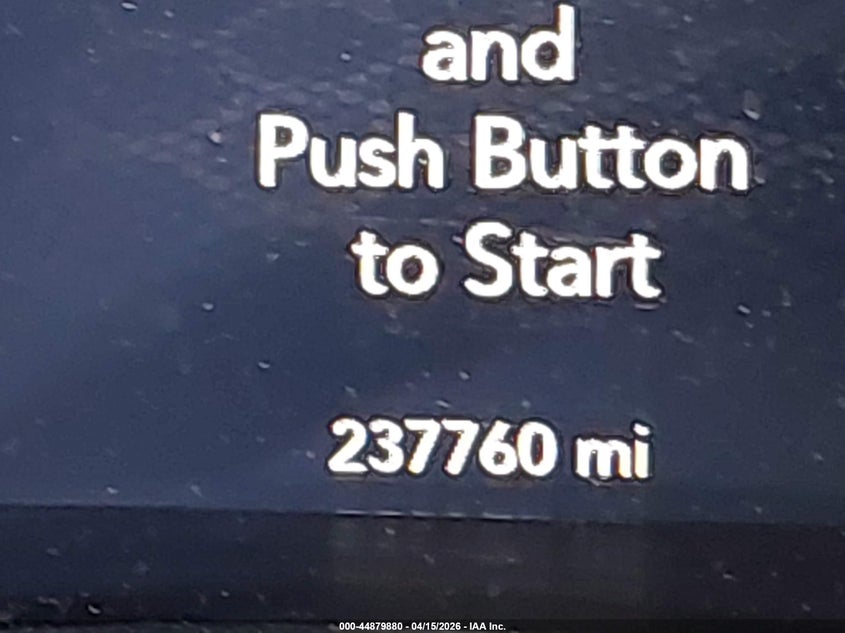 and
Push Button
to Start
237760 mi
000-44879880 - 04/15/2026 - IAA Inc.